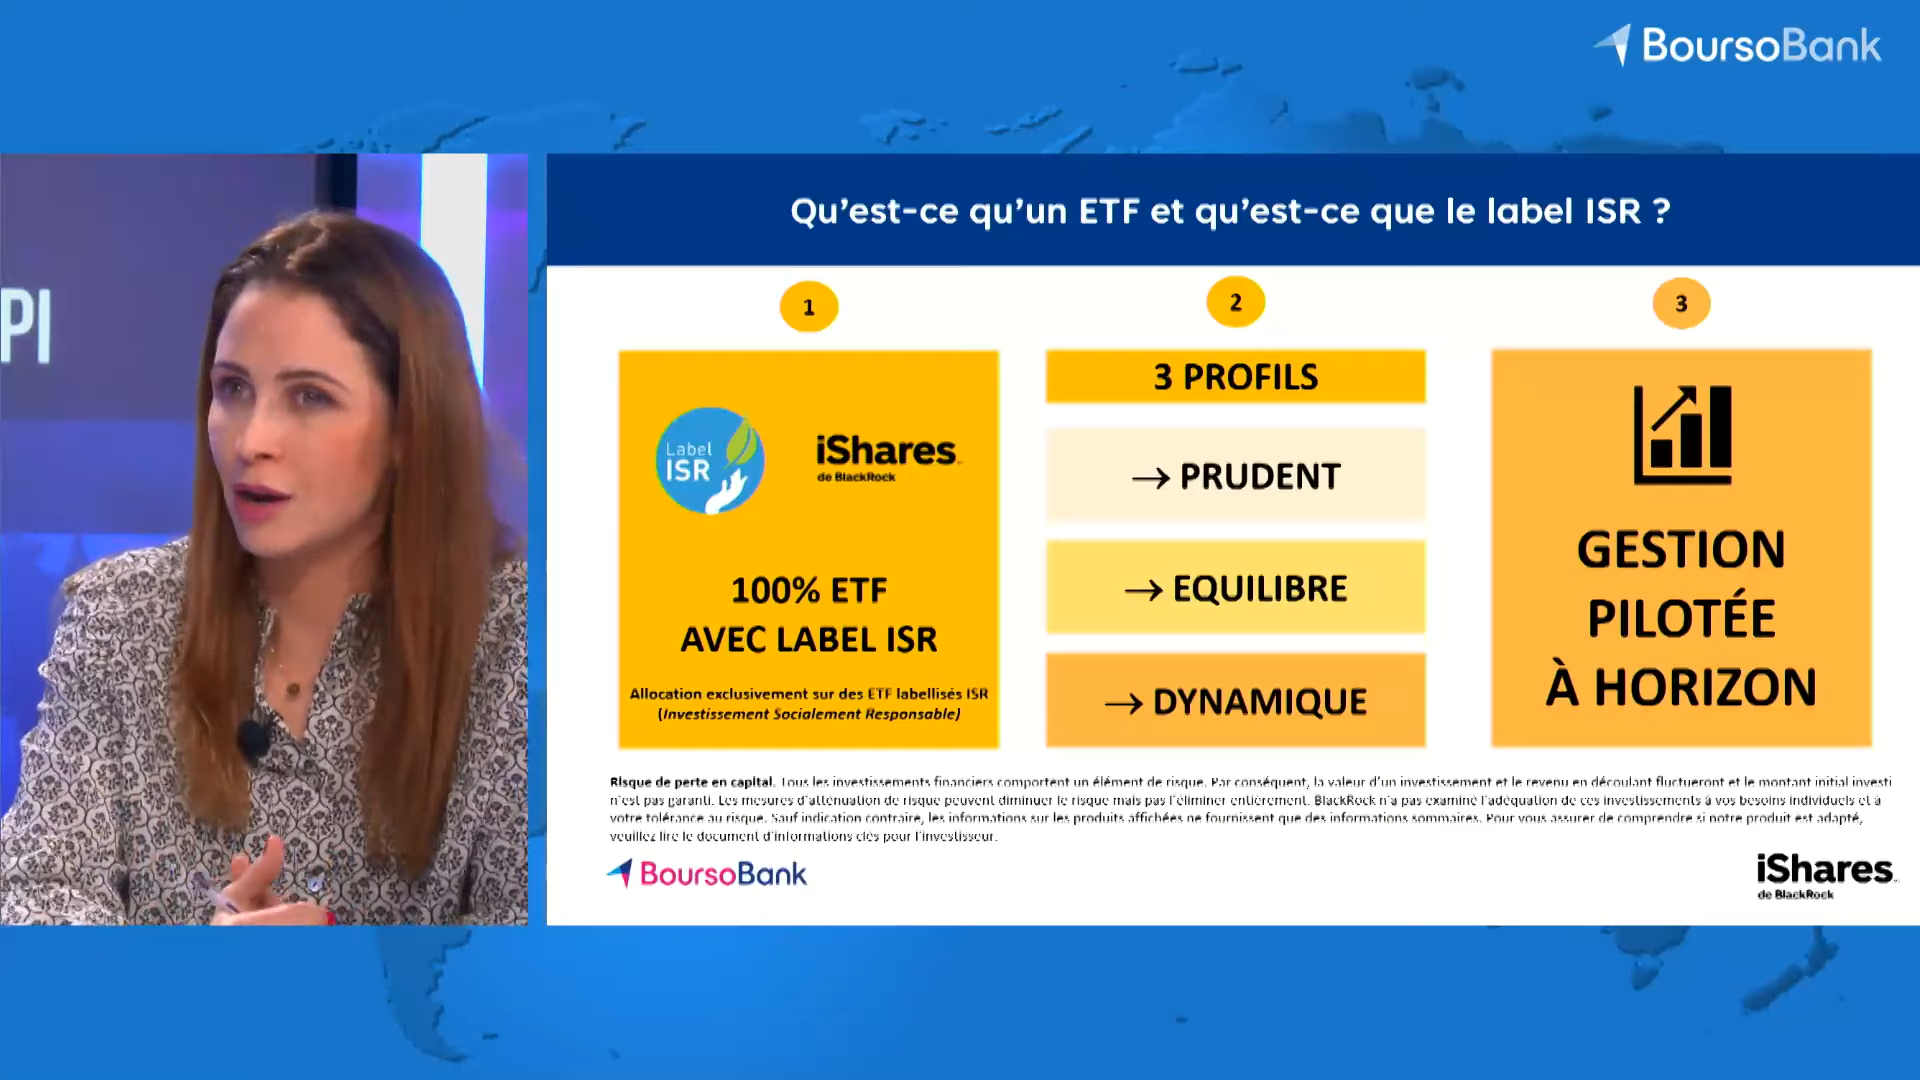 BoursoBank
PI
Qu'est-ce qu'un ETF et qu'est-ce que le label ISR ?
1
Label
ISR
iShares
de BlackRock
100% ETF
AVEC LABEL ISR
Allocation exclusivement sur des ETF labellisés ISR
(Investissement Socialement Responsable)
2
3 PROFILS
→ PRUDENT
→ EQUILIBRE
→ DYNAMIQUE
3
GESTION
PILOTÉE
À HORIZON
Risque de perte en capital. Tous les investissements financiers comportent un élément de risque. Par conséquent, la valeur d'un investissement et le revenu en découlant fluctueront et le montant initial investi
n'est pas garanti. Les mesures d'atténuation de risque peuvent diminuer le risque mais pas l'éliminer entièrement. BlackRock n'a pas examiné l'adéquation de ces investissements à vos besoins individuels et à
votre tolérance au risque. Sauf indication contraire, les informations sur les produits affichées ne fournissent que des informations sommaires. Pour vous assurer de comprendre si notre produit est adapté,
veuillez lire le document d'informations clés pour l'investisseur.
BoursoBank
iShares
de BlackRock